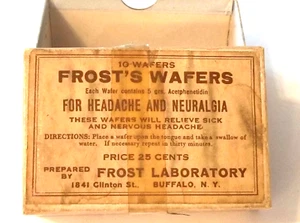 10 WAFERS
FROST'S WAFERS
Each Wafer contains 5 grs. Acetphenetidin
FOR HEADACHE AND NEURALGIA
THESE WAFERS WILL RELIEVE SICK
AND NERVOUS HEADACHE.
DIRECTIONS: Place a wafer upon the tongue and take a swallow of
water. If necessary repeat in thirty minutes.
PRICE 25 CENTS
PREPARED BY FROST LABORATORY
1841 Clinton St., BUFFALO, N. Y.